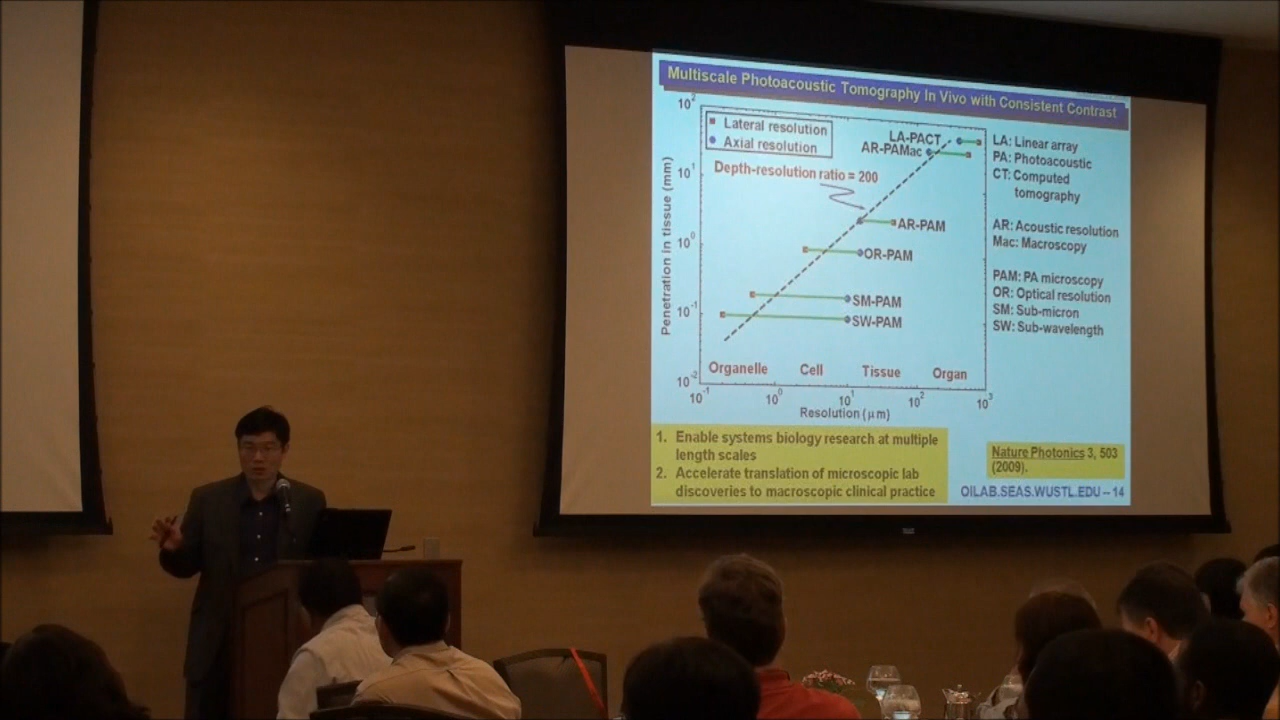 Multiscale Photoacoustic Tomography In Vivo with Consistent Contrast
10²
Lateral resolution
Axial resolution
LA-PACT
AR-PAMac
LA: Linear array
PA: Photoacoustic
CT: Computed
tomography
10¹
Depth-resolution ratio = 200
AR-PAM
AR: Acoustic resolution
Mac: Macroscopy
10⁰
OR-PAM
PAM: PA microscopy
OR: Optical resolution
SM: Sub-micron
SW: Sub-wavelength
SM-PAM
10⁻¹
SW-PAM
Penetration in tissue (mm)
Organelle Cell Tissue Organ
10⁻²
10⁻¹ 10⁰ 10¹ 10² 10³
Resolution (μm)
1. Enable systems biology research at multiple
length scales
2. Accelerate translation of microscopic lab
discoveries to macroscopic clinical practice
Nature Photonics 3, 503
(2009).
OILAB.SEAS.WUSTL.EDU – 14